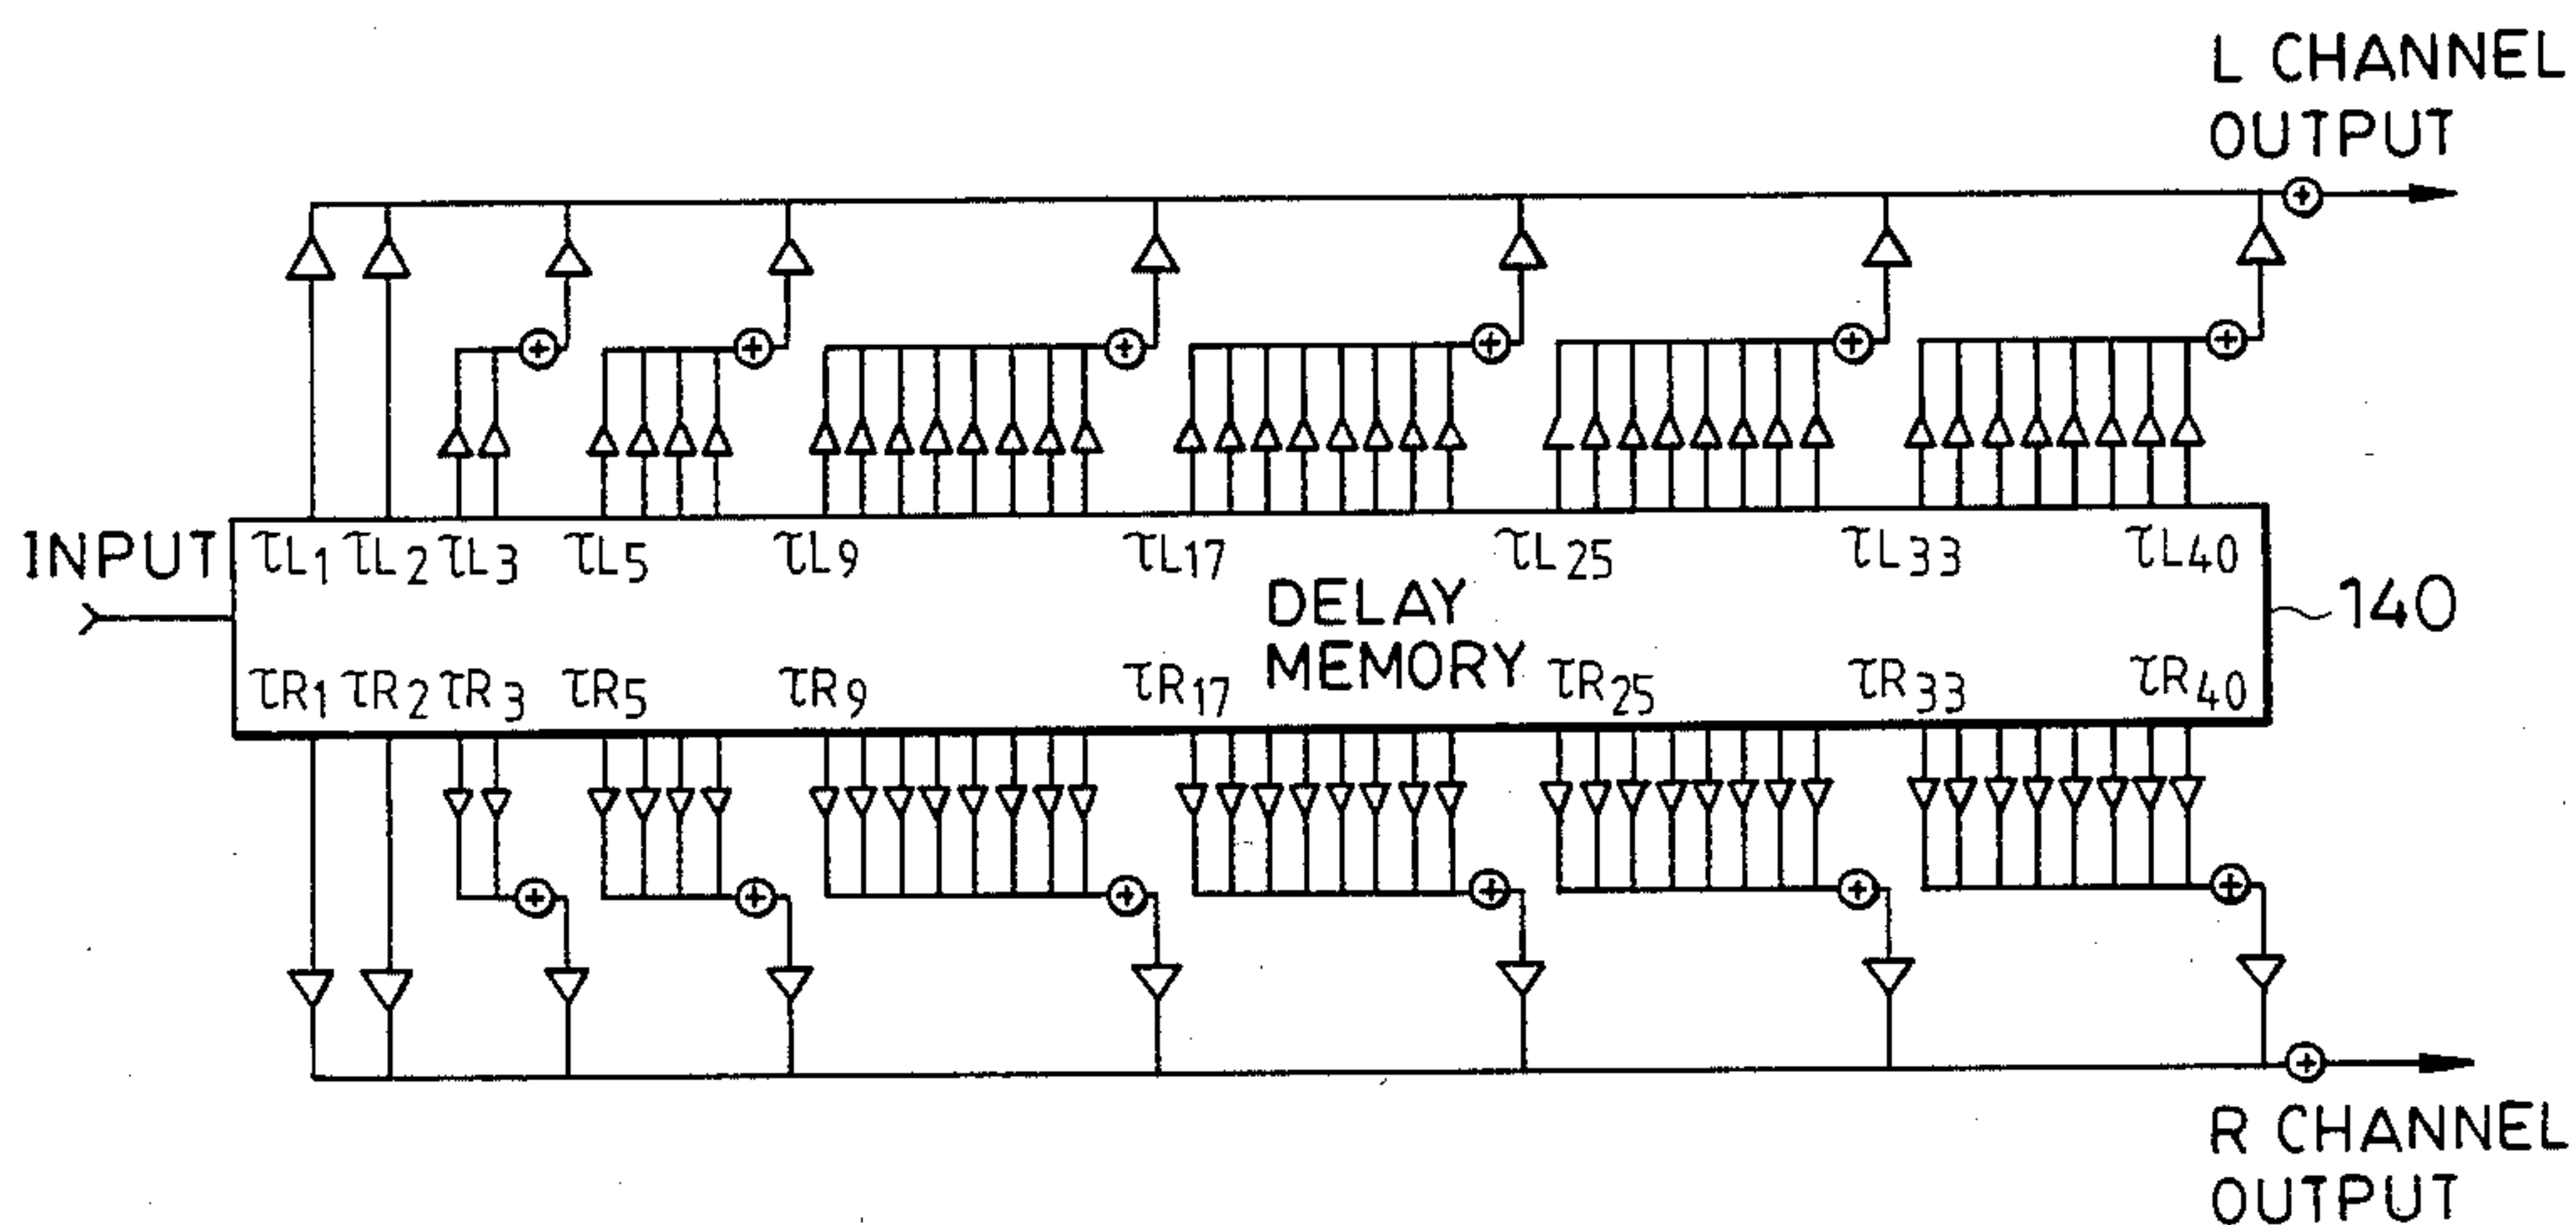 L CHANNEL
OUTPUT
INPUT
τL1 τL2 τL3 τL5 τL9 τL17 τL25 τL33 τL40
DELAY
MEMORY
140
τR1 τR2 τR3 τR5 τR9 τR17 τR25 τR33 τR40
R CHANNEL
OUTPUT